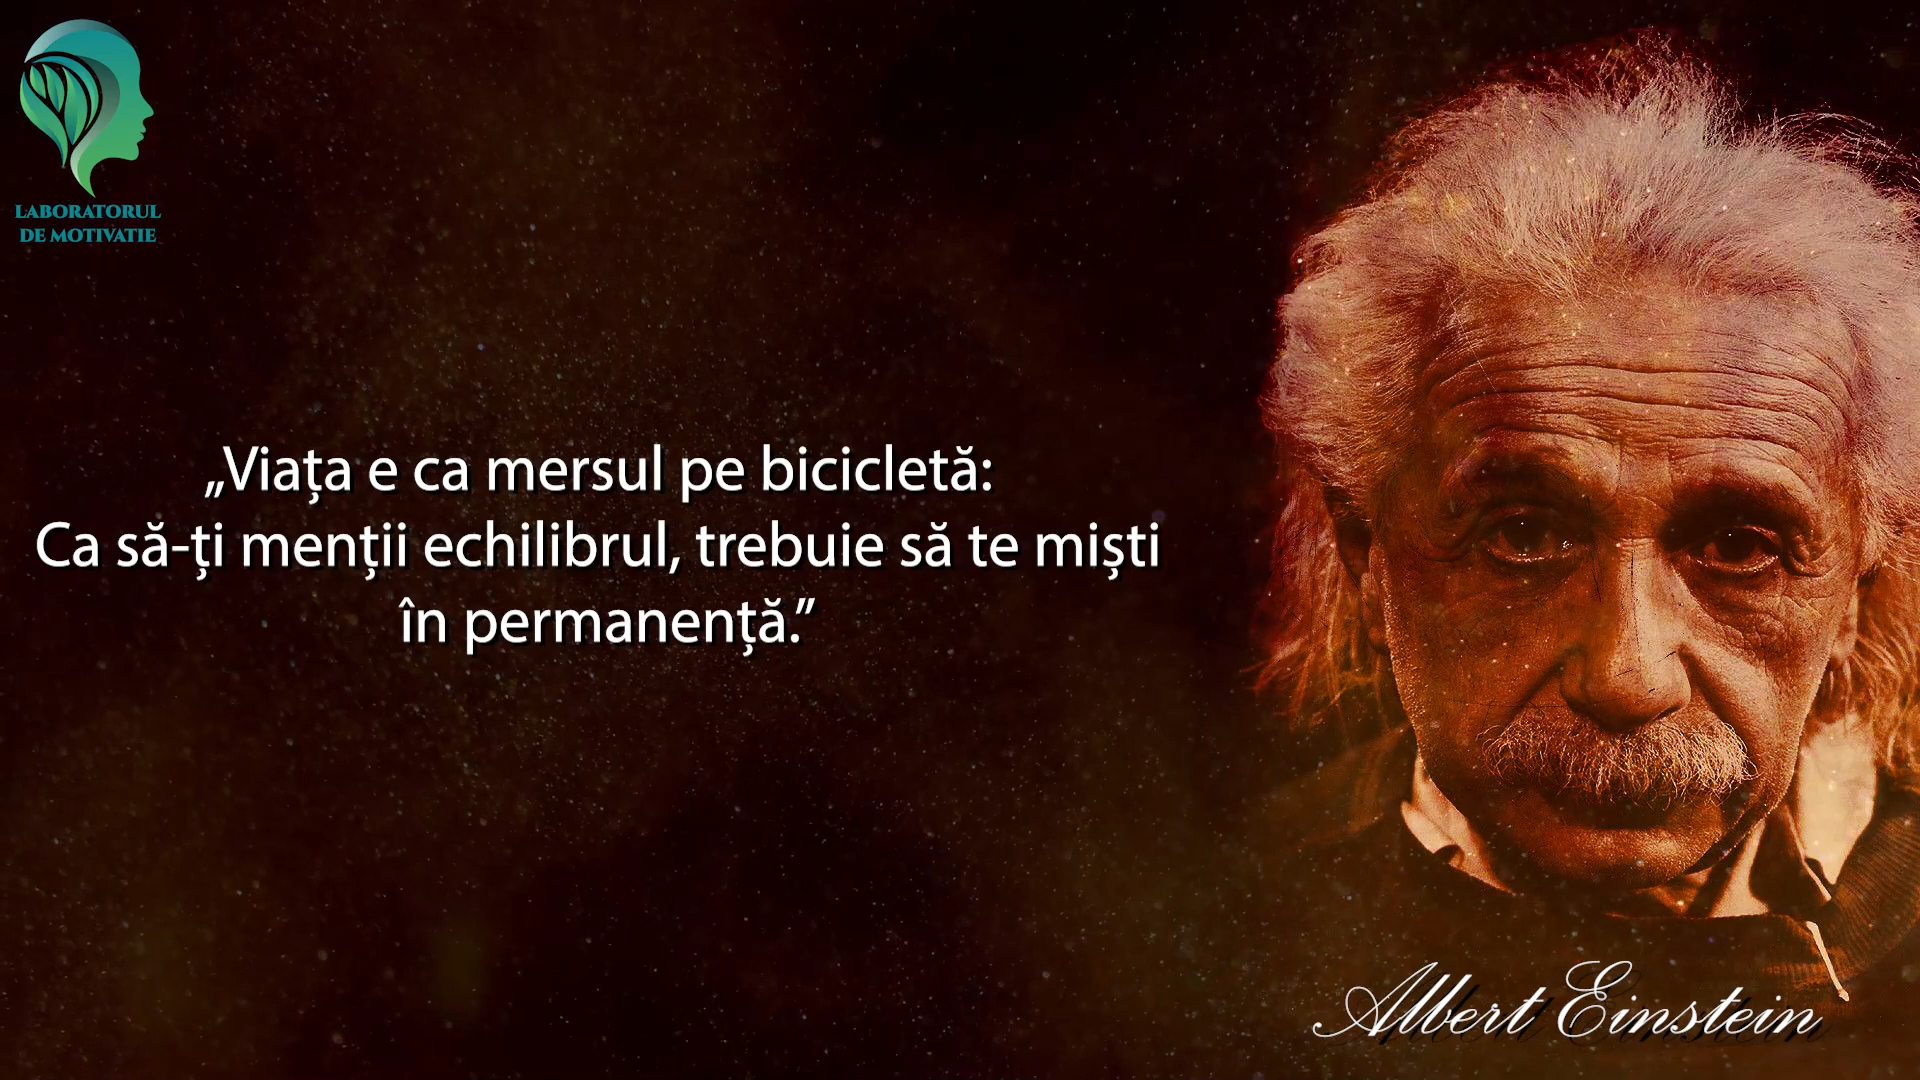 LABORATORUL
DE MOTIVATIE
„Viața e ca mersul pe bicicletă:
Ca să-ți menții echilibrul, trebuie să te miști
în permanență.”
Albert Einstein